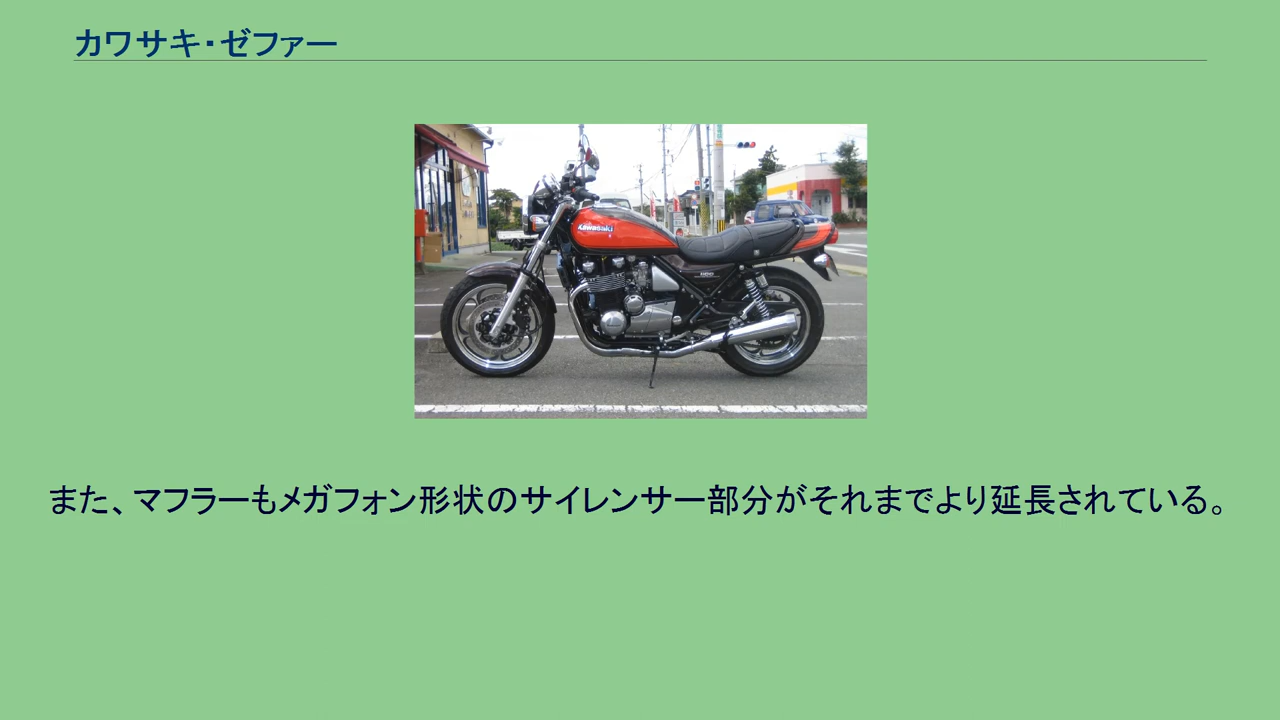 カワサキ・ゼファー
Kawasaki
また、マフラーもメガフォン形状のサイレンサー部分がそれまでより延長されている。